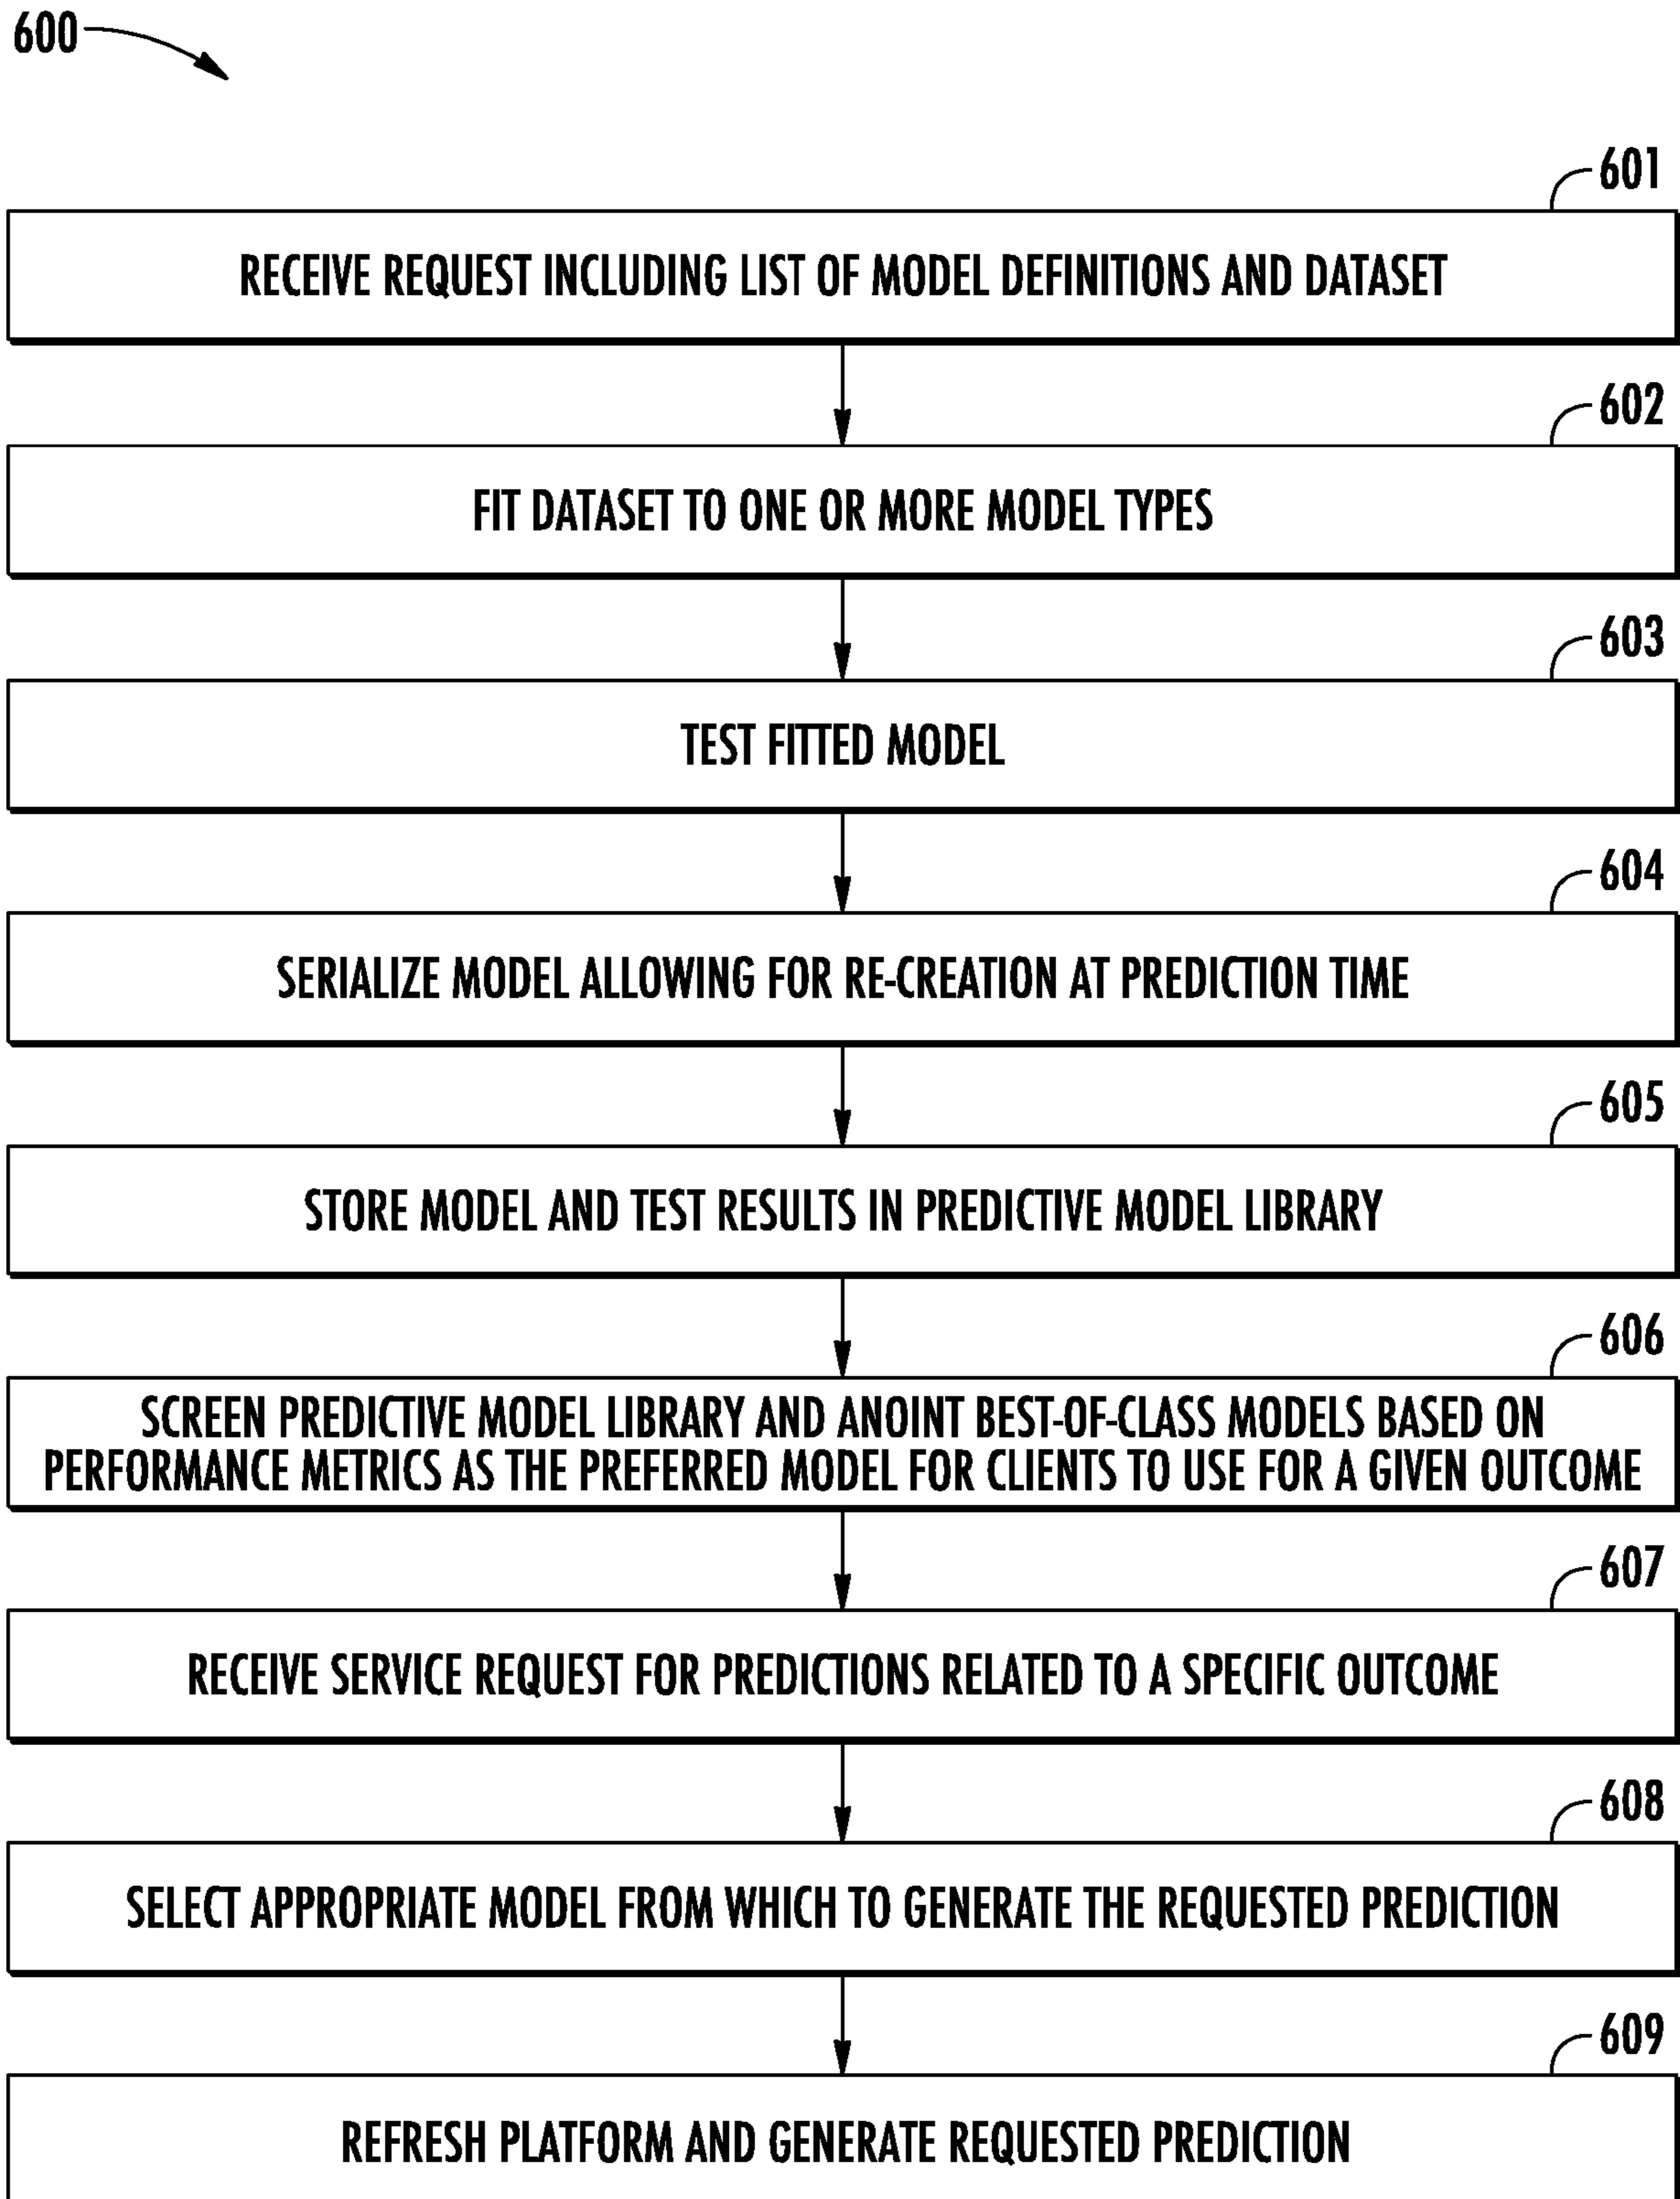 600
601
RECEIVE REQUEST INCLUDING LIST OF MODEL DEFINITIONS AND DATASET
602
FIT DATASET TO ONE OR MORE MODEL TYPES
603
TEST FITTED MODEL
604
SERIALIZE MODEL ALLOWING FOR RE-CREATION AT PREDICTION TIME
605
STORE MODEL AND TEST RESULTS IN PREDICTIVE MODEL LIBRARY
606
SCREEN PREDICTIVE MODEL LIBRARY AND ANOINT BEST-OF-CLASS MODELS BASED ON
PERFORMANCE METRICS AS THE PREFERRED MODEL FOR CLIENTS TO USE FOR A GIVEN OUTCOME
607
RECEIVE SERVICE REQUEST FOR PREDICTIONS RELATED TO A SPECIFIC OUTCOME
608
SELECT APPROPRIATE MODEL FROM WHICH TO GENERATE THE REQUESTED PREDICTION
609
REFRESH PLATFORM AND GENERATE REQUESTED PREDICTION